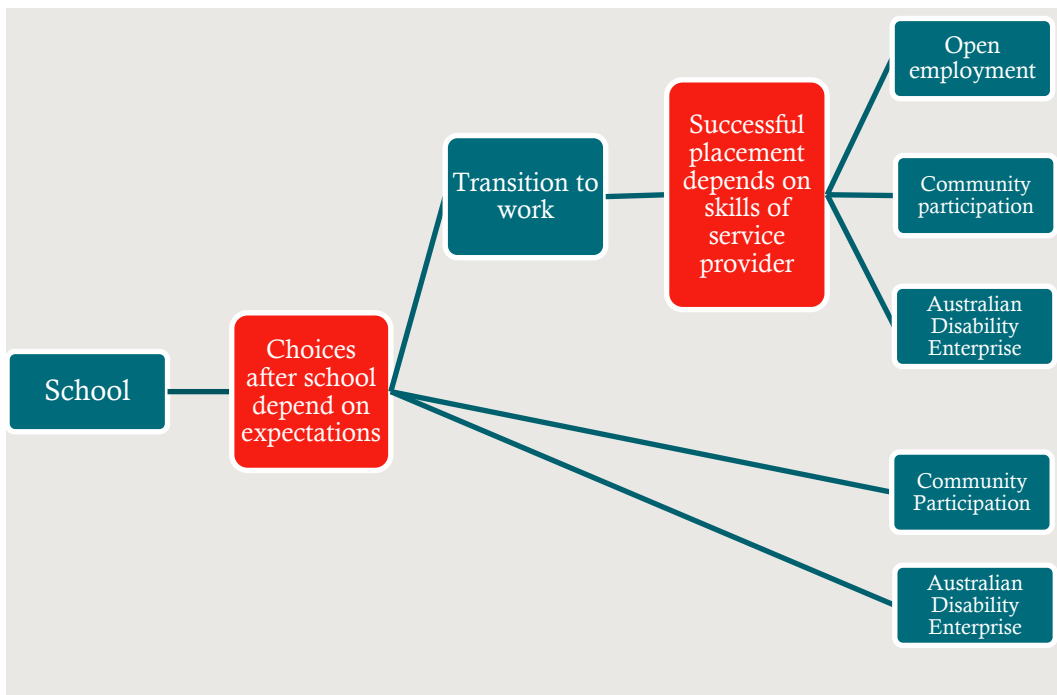 School
Choices
after school
depend on
expectations
Transition to
work
Successful
placement
depends on
skills of
service
provider
Open
employment
Community
participation
Australian
Disability
Enterprise
Community
Participation
Australian
Disability
Enterprise